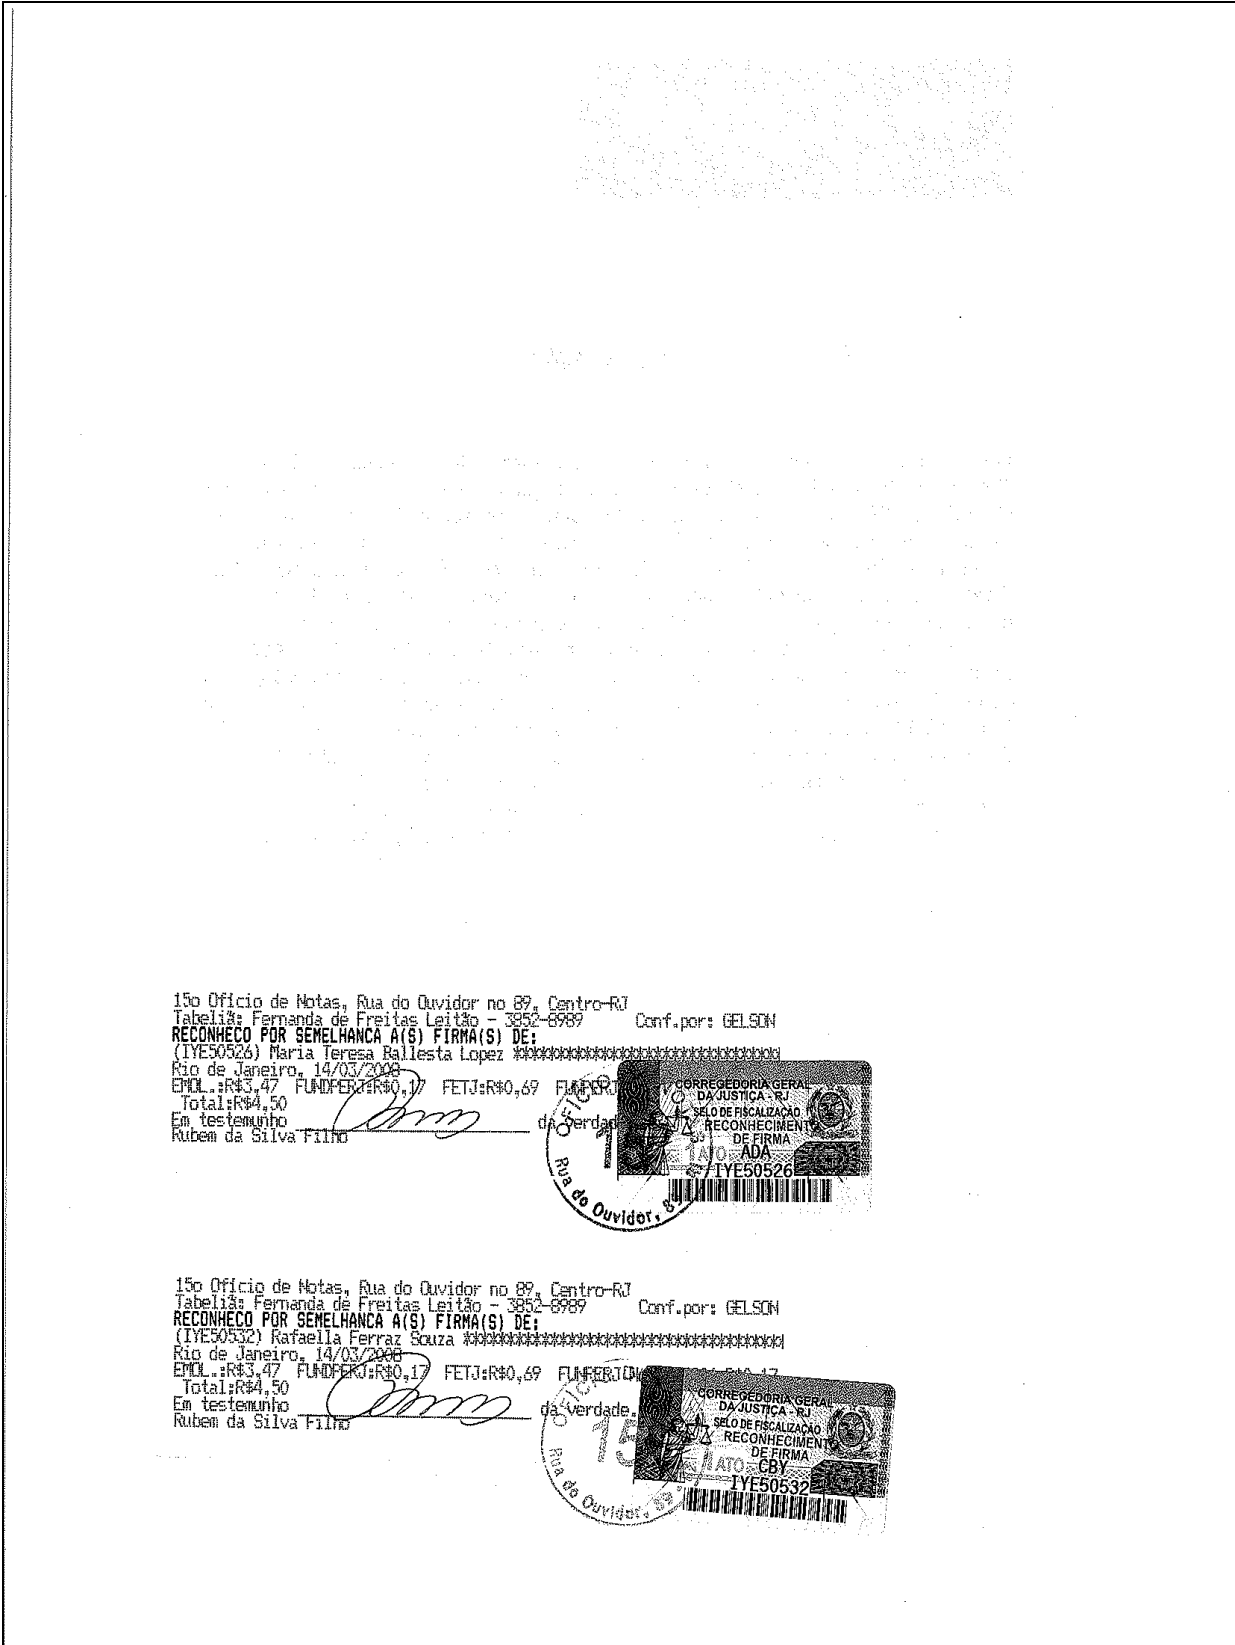 15o Ofício de Notas, Rua do Ouvidor no 89, Centro-RJ
Tabeliã: Fernanda de Freitas Leitão - 3852-8989 Conf.por: GELSON
RECONHECO POR SEMELHANCA A(S) FIRMA(S) DE:
(IYE50526) Maria Teresa Ballesta Lopez
Rio de Janeiro, 14/03/2008
EMOL.:R$3,47 FUNDPERJ:R$0,17 FETJ:R$0,69
Total:R$4,50
Em testemunho da verdade
Rubem da Silva Filho
CORREGEDORIA GERAL
DA JUSTIÇA - RJ
SELO DE FISCALIZAÇÃO
RECONHECIMENTO
DE FIRMA
1 ATO ADA
IYE50526
OFICIO
Rua do Ouvidor, 89
15o Ofício de Notas, Rua do Ouvidor no 89, Centro-RJ
Tabeliã: Fernanda de Freitas Leitão - 3852-8989 Conf.por: GELSON
RECONHECO POR SEMELHANCA A(S) FIRMA(S) DE:
(IYE50532) Rafaella Ferraz Souza
Rio de Janeiro, 14/03/2008
EMOL.:R$3,47 FUNDPERJ:R$0,17 FETJ:R$0,69
Total:R$4,50
Em testemunho da verdade.
Rubem da Silva Filho
CORREGEDORIA GERAL
DA JUSTIÇA - RJ
SELO DE FISCALIZAÇÃO
RECONHECIMENTO
DE FIRMA
1 ATO CBY
IYE50532
OFICIO
15
Rua do Ouvidor, 89